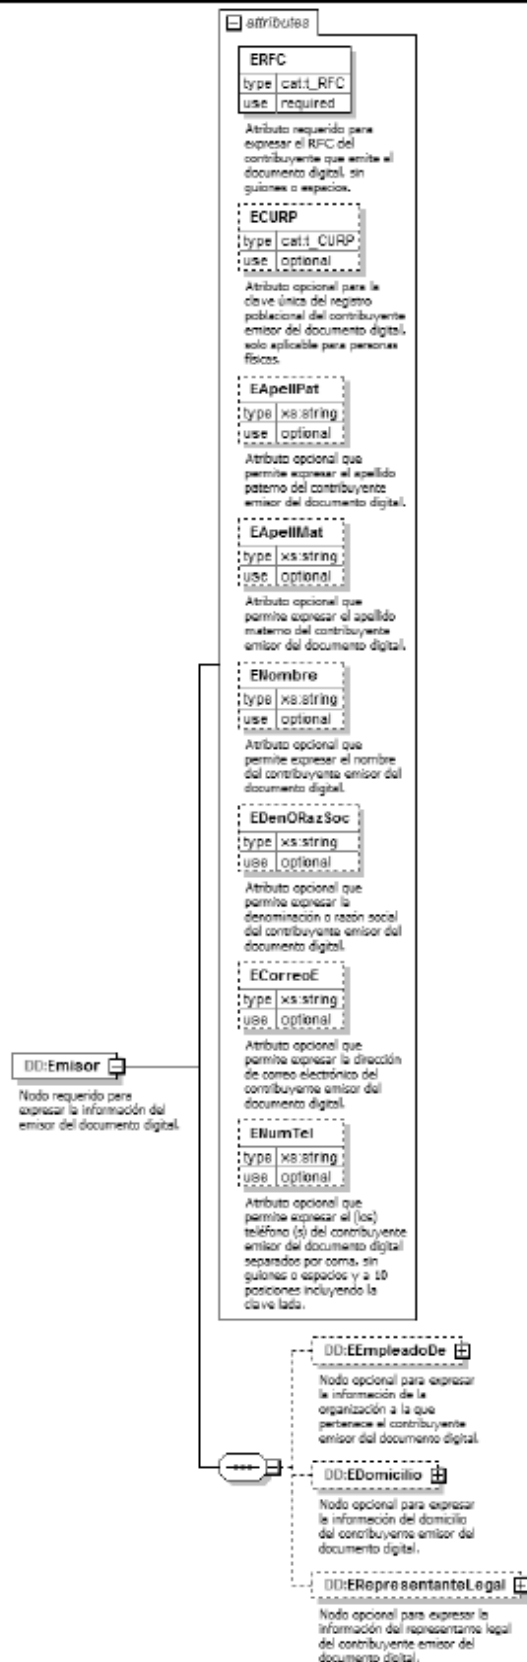 attributes
ERFC
type cat:t_RFC
use required
Atributo requerido para
expresar el RFC del
contribuyente que emite el
documento digital, sin
guiones o espacios.
ECURP
type cat:t_CURP
use optional
Atributo opcional para la
clave única del registro
poblacional del contribuyente
emisor del documento digital,
solo aplicable para personas
físicas.
EApellPat
type xs:string
use optional
Atributo opcional que
permite expresar el apellido
paterno del contribuyente
emisor del documento digital.
EApellMat
type xs:string
use optional
Atributo opcional que
permite expresar el apellido
materno del contribuyente
emisor del documento digital.
ENombre
type xs:string
use optional
Atributo opcional que
permite expresar el nombre
del contribuyente emisor del
documento digital.
EDenORazSoc
type xs:string
use optional
Atributo opcional que
permite expresar la
denominación o razón social
del contribuyente emisor del
documento digital.
ECorreoE
type xs:string
use optional
Atributo opcional que
permite expresar la dirección
de correo electrónico del
contribuyente emisor del
documento digital.
DD:Emisor
Nodo requerido para
expresar la información del
emisor del documento digital.
ENumTel
type xs:string
use optional
Atributo opcional que
permite expresar el (los)
teléfono (s) del contribuyente
emisor del documento digital
separados por coma, sin
guiones o espacios y a 10
posiciones incluyendo la
clave lada.
DD:EEmpleadoDe
Nodo opcional para expresar
la información de la
organización a la que
pertenece el contribuyente
emisor del documento digital.
DD:EDomicilio
Nodo opcional para expresar
la información del domicilio
del contribuyente emisor del
documento digital.
DD:ERepresentanteLegal
Nodo opcional para expresar la
información del representante legal
del contribuyente emisor del
documento digital.